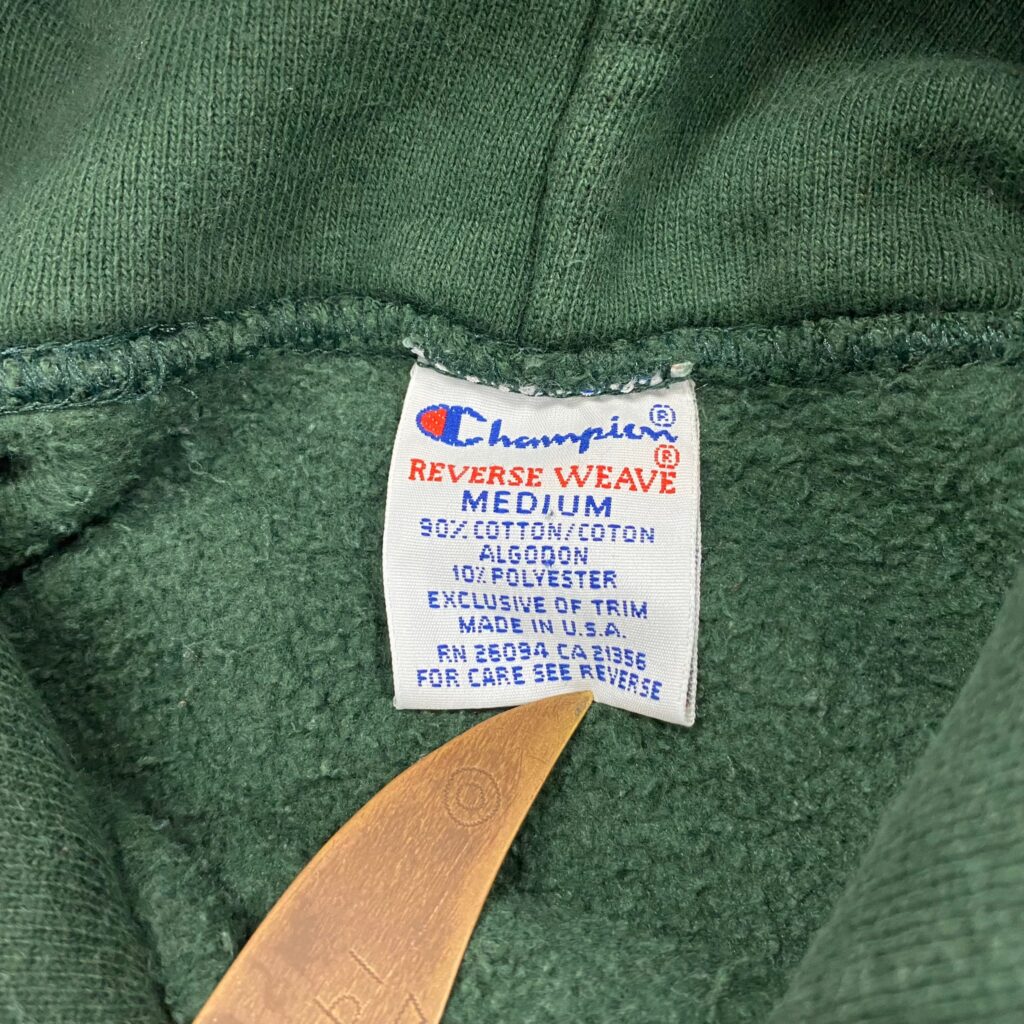 Champion®
REVERSE WEAVE®
MEDIUM
90% COTTON/COTON
ALGODON
10% POLYESTER
EXCLUSIVE OF TRIM
MADE IN U.S.A.
RN 26094 CA 21356
FOR CARE SEE REVERSE